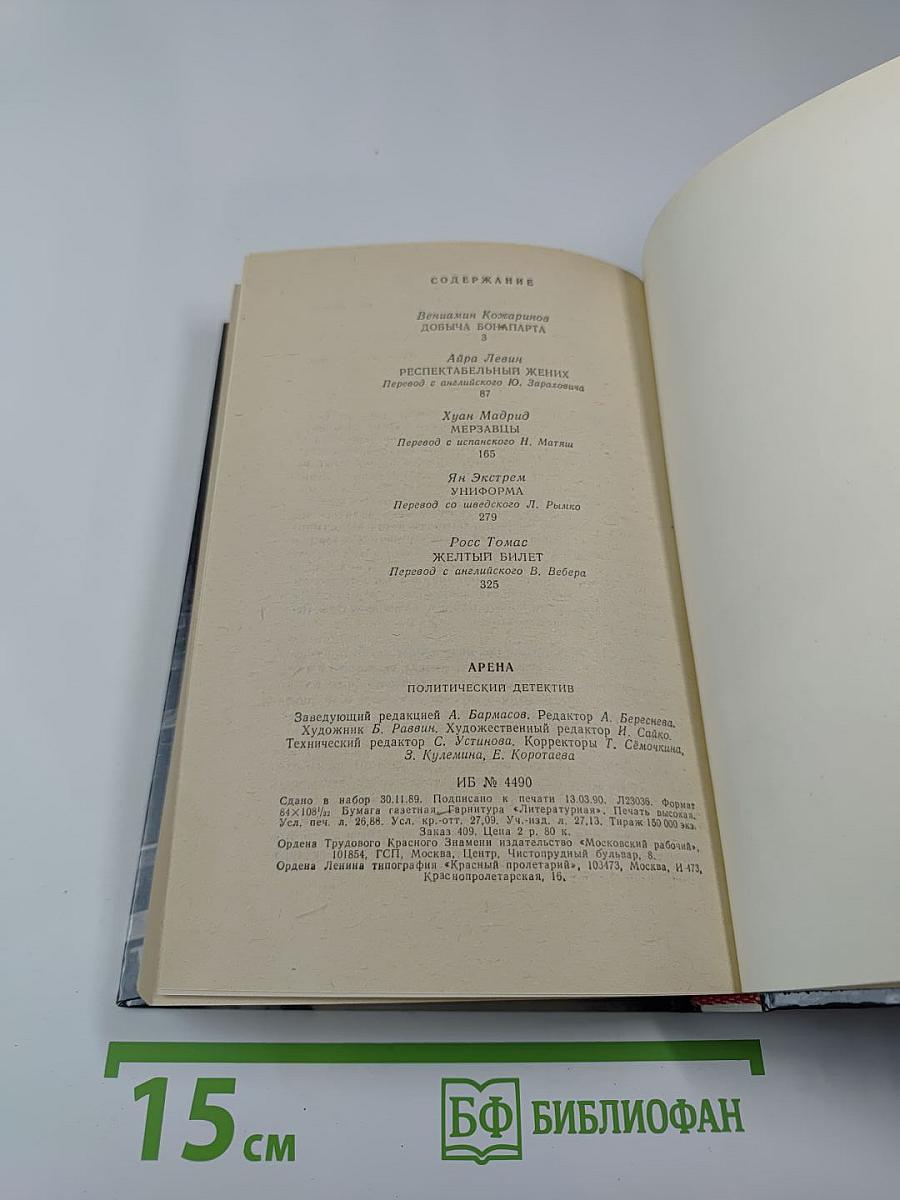 СОДЕРЖАНИЕ
Вениамин Кожаринов
ДОБЫЧА БОНАПАРТА
3
Айра Левин
РЕСПЕКТАБЕЛЬНЫЙ ЖЕНИХ
Перевод с английского Ю. Зараховича
87
Хуан Мадрид
МЕРЗАВЦЫ
Перевод с испанского Н. Матяш
165
Ян Экстрем
УНИФОРМА
Перевод со шведского Л. Рымко
279
Росс Томас
ЖЕЛТЫЙ БИЛЕТ
Перевод с английского В. Вебера
325
АРЕНА
ПОЛИТИЧЕСКИЙ ДЕТЕКТИВ
Заведующий редакцией А. Бармасов. Редактор А. Береснева.
Художник Б. Раввин. Художественный редактор И. Сайко.
Технический редактор С. Устинова. Корректоры Т. Сёмочкина,
З. Кулемина, Е. Коротаева
ИБ № 4490
Сдано в набор 30.11.89. Подписано к печати 13.03.90. Л23036. Формат
84×108 1/32 Бумага газетная. Гарнитура «Литературная». Печать высокая.
Усл. печ. л. 26,88. Усл. кр.-отт. 27,09. Уч.-изд. л. 27,13. Тираж 150 000 экз.
Заказ 409. Цена 2 р. 80 к.
Ордена Трудового Красного Знамени издательство «Московский рабочий»,
101854, ГСП, Москва, Центр, Чистопрудный бульвар, 8.
Ордена Ленина типография «Красный пролетарий», 103473, Москва, И-473,
Краснопролетарская, 16.
15 см
БФ БИБЛИОФАН